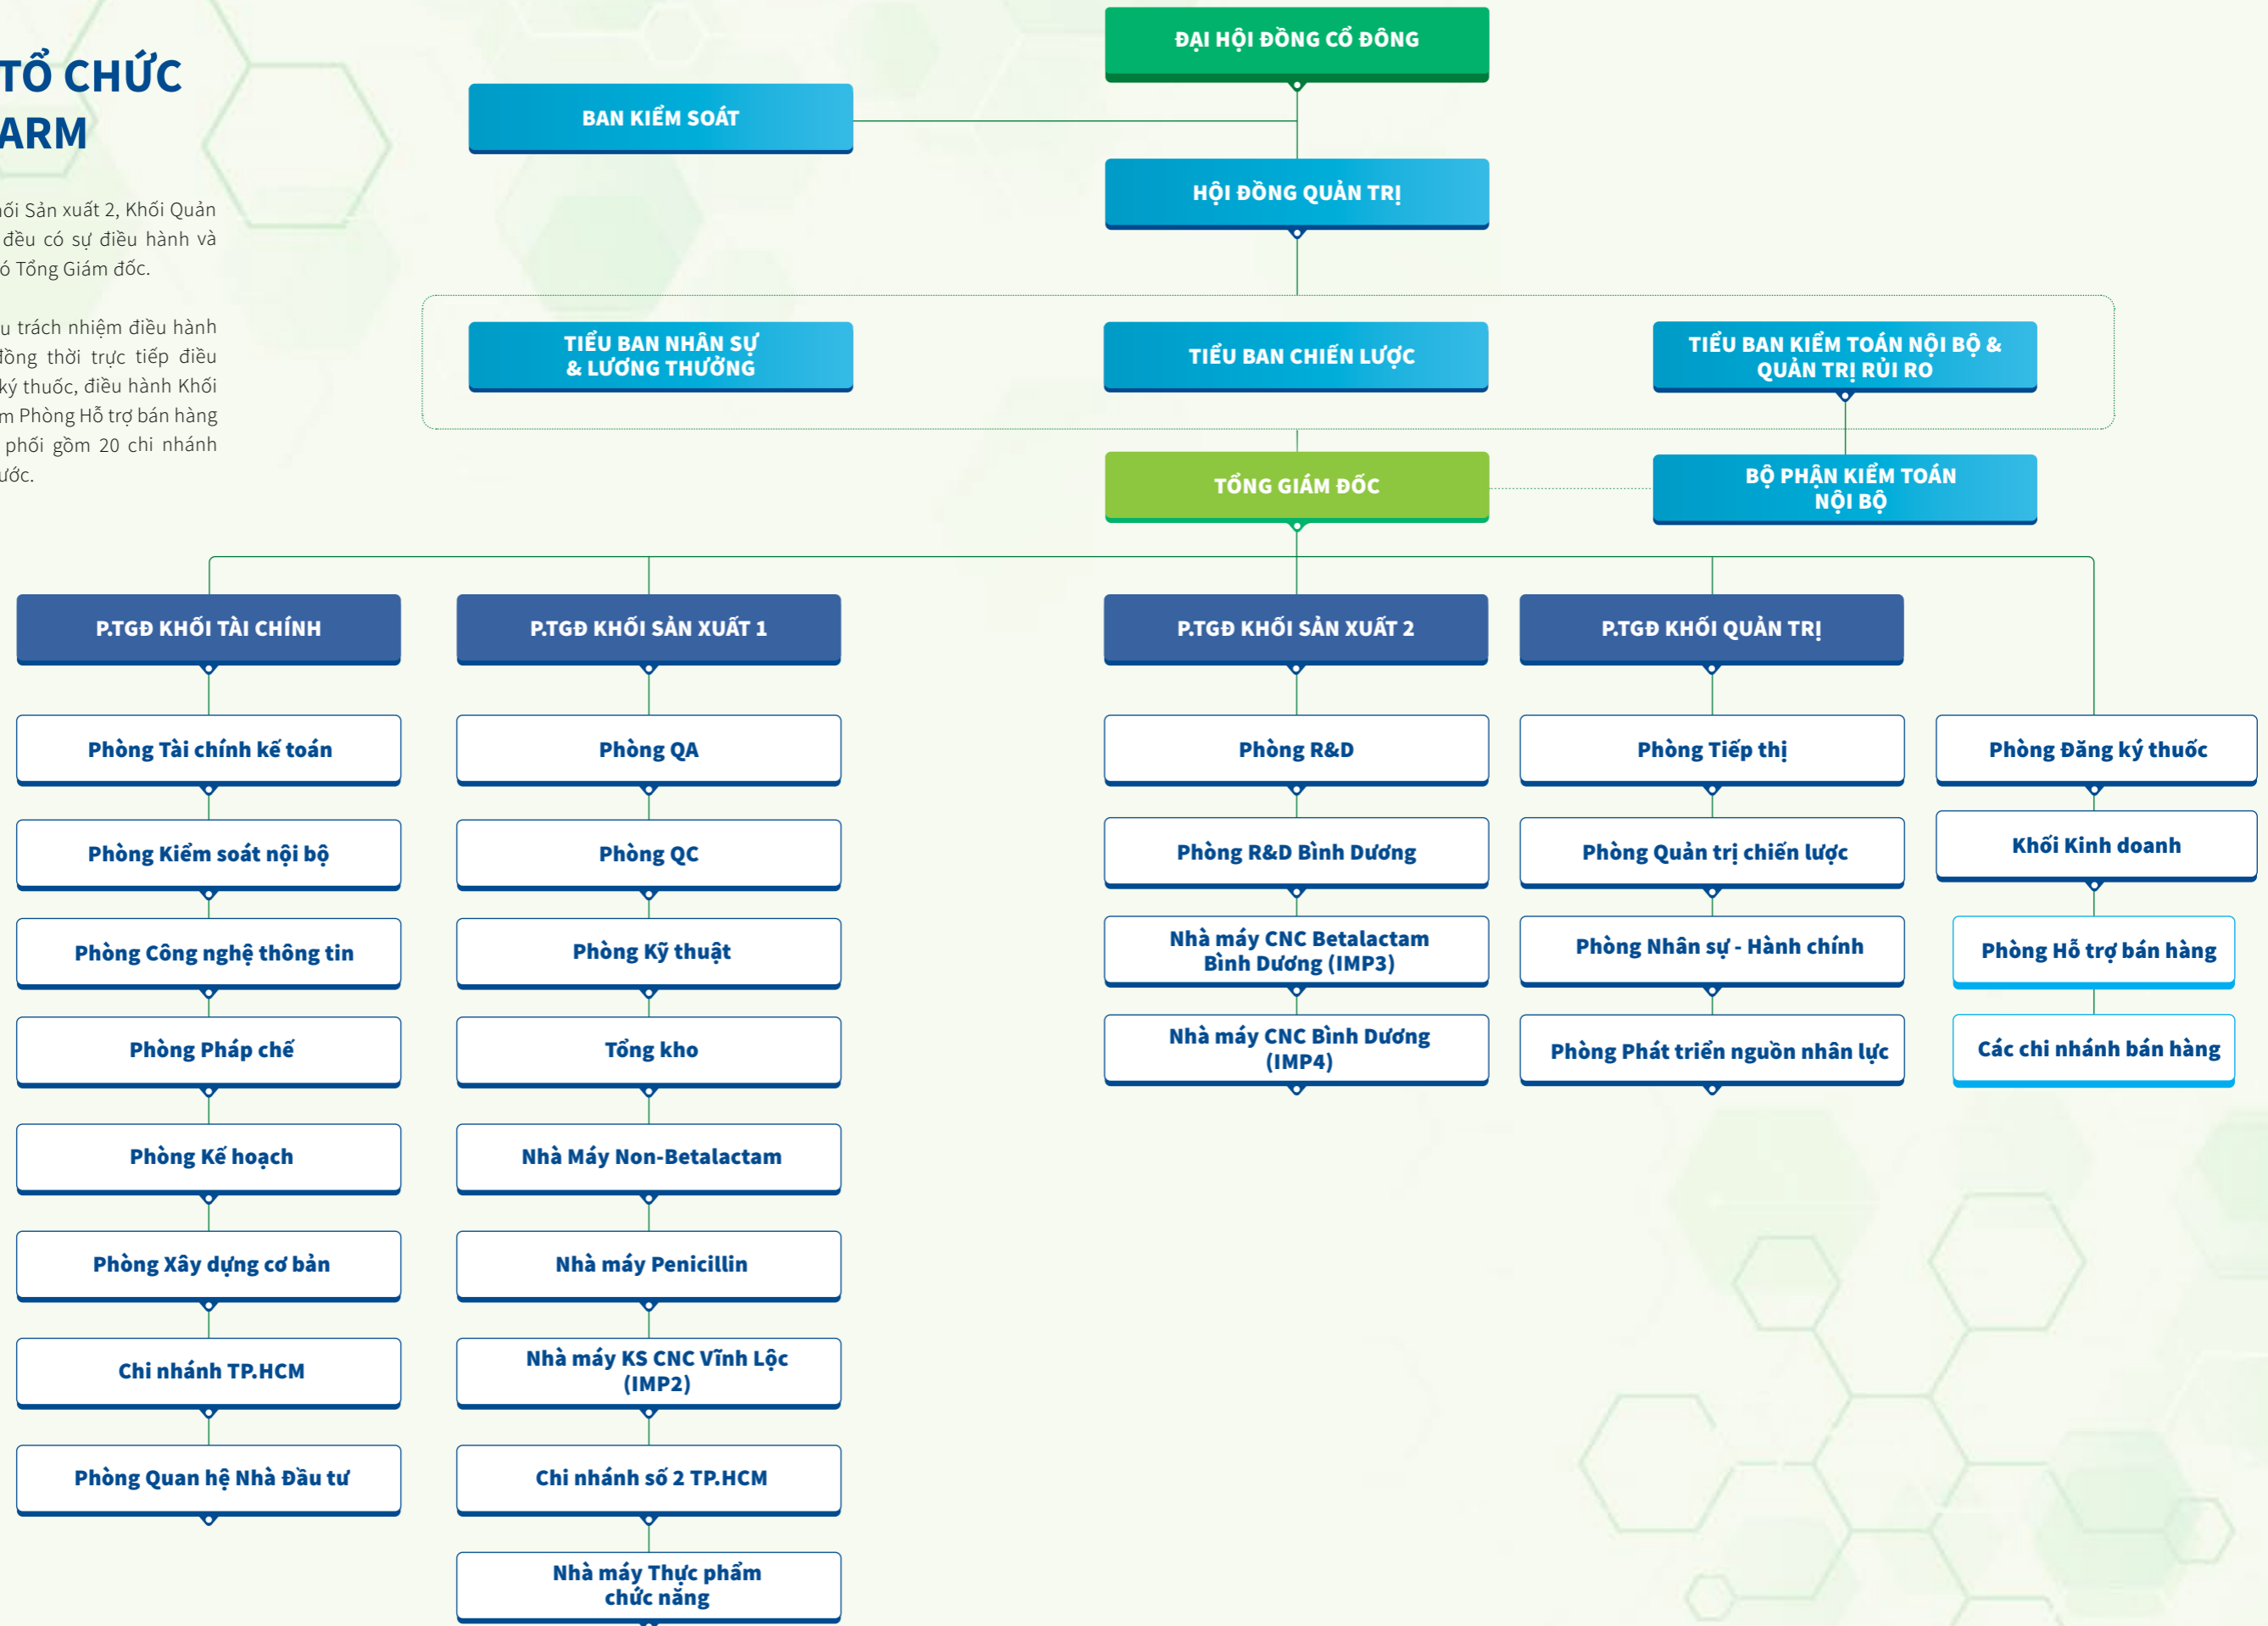 TỔ CHỨC
ARM
hối Sản xuất 2, Khối Quản
đều có sự điều hành và
ó Tổng Giám đốc.
u trách nhiệm điều hành
đồng thời trực tiếp điều
ký thuốc, điều hành Khối
m Phòng Hỗ trợ bán hàng
phối gồm 20 chi nhánh
ước.
ĐẠI HỘI ĐỒNG CỔ ĐÔNG
BAN KIỂM SOÁT
HỘI ĐỒNG QUẢN TRỊ
TIỂU BAN NHÂN SỰ
& LƯƠNG THƯỞNG
TIỂU BAN CHIẾN LƯỢC
TIỂU BAN KIỂM TOÁN NỘI BỘ &
QUẢN TRỊ RỦI RO
TỔNG GIÁM ĐỐC
BỘ PHẬN KIỂM TOÁN
NỘI BỘ
P.TGĐ KHỐI TÀI CHÍNH
Phòng Tài chính kế toán
Phòng Kiểm soát nội bộ
Phòng Công nghệ thông tin
Phòng Pháp chế
Phòng Kế hoạch
Phòng Xây dựng cơ bản
Chi nhánh TP.HCM
Phòng Quan hệ Nhà Đầu tư
P.TGĐ KHỐI SẢN XUẤT 1
Phòng QA
Phòng QC
Phòng Kỹ thuật
Tổng kho
Nhà Máy Non-Betalactam
Nhà máy Penicillin
Nhà máy KS CNC Vĩnh Lộc
(IMP2)
Chi nhánh số 2 TP.HCM
Nhà máy Thực phẩm
chức năng
P.TGĐ KHỐI SẢN XUẤT 2
Phòng R&D
Phòng R&D Bình Dương
Nhà máy CNC Betalactam
Bình Dương (IMP3)
Nhà máy CNC Bình Dương
(IMP4)
P.TGĐ KHỐI QUẢN TRỊ
Phòng Tiếp thị
Phòng Quản trị chiến lược
Phòng Nhân sự - Hành chính
Phòng Phát triển nguồn nhân lực
Phòng Đăng ký thuốc
Khối Kinh doanh
Phòng Hỗ trợ bán hàng
Các chi nhánh bán hàng